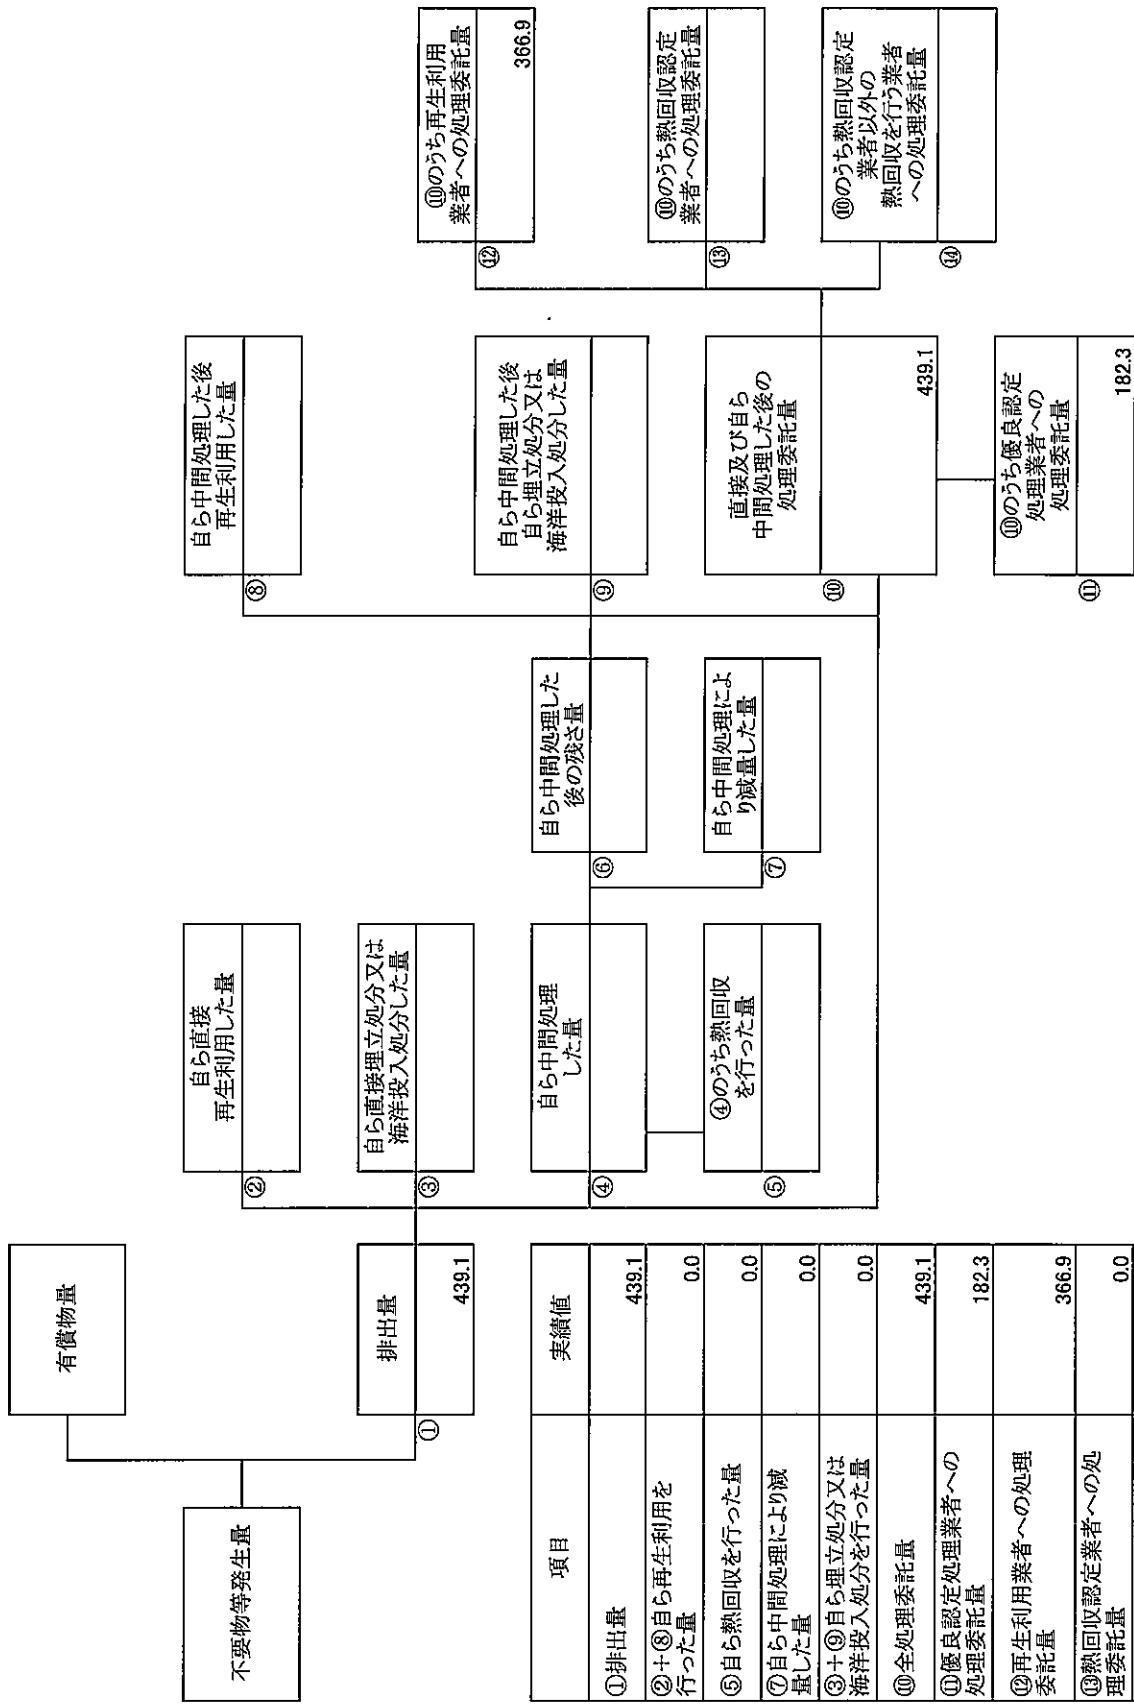 不要物等発生量
有償物量
排出量
①
439.1
自ら直接
再生利用した量
②
自ら直接埋立処分又は
海洋投入処分した量
③
自ら中間処理
した量
④
④のうち熱回収
を行った量
⑤
自ら中間処理した
後の残さ量
⑥
自ら中間処理によ
り減量した量
⑦
自ら中間処理した後
再生利用した量
⑧
自ら中間処理した後
自ら埋立処分又は
海洋投入処分した量
⑨
直接及び自ら
中間処理した後の
処理委託量
⑩
439.1
⑩のうち優良認定
処理業者への
処理委託量
⑪
182.3
⑩のうち再生利用
業者への処理委託量
⑫
366.9
⑩のうち熱回収認定
業者への処理委託量
⑬
⑩のうち熱回収認定
業者以外の
熱回収を行う業者
への処理委託量
⑭
項目
実績値
①排出量
439.1
②+⑧自ら再生利用を
行った量
0.0
⑤自ら熱回収を行った量
0.0
⑦自ら中間処理により減
量した量
0.0
③+⑨自ら埋立処分又は
海洋投入処分を行った量
0.0
⑩全処理委託量
439.1
⑪優良認定処理業者への
処理委託量
182.3
⑫再生利用業者への処理
委託量
366.9
⑬熱回収認定業者への処
理委託量
0.0